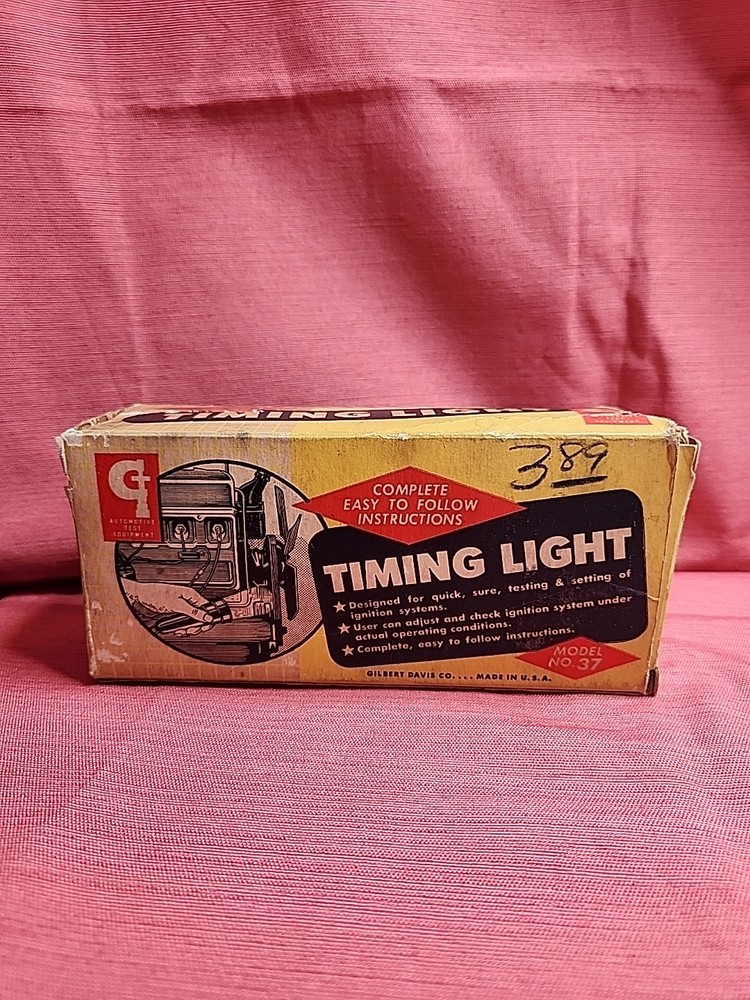 TIMING LIGHT
3 89
AUTOMOTIVE
TEST
EQUIPMENT
COMPLETE
EASY TO FOLLOW
INSTRUCTIONS
TIMING LIGHT
★ Designed for quick, sure, testing & setting of
ignition systems.
★ User can adjust and check ignition system under
actual operating conditions.
★ Complete, easy to follow instructions.
MODEL
NO. 37
GILBERT DAVIS CO.... MADE IN U.S.A.